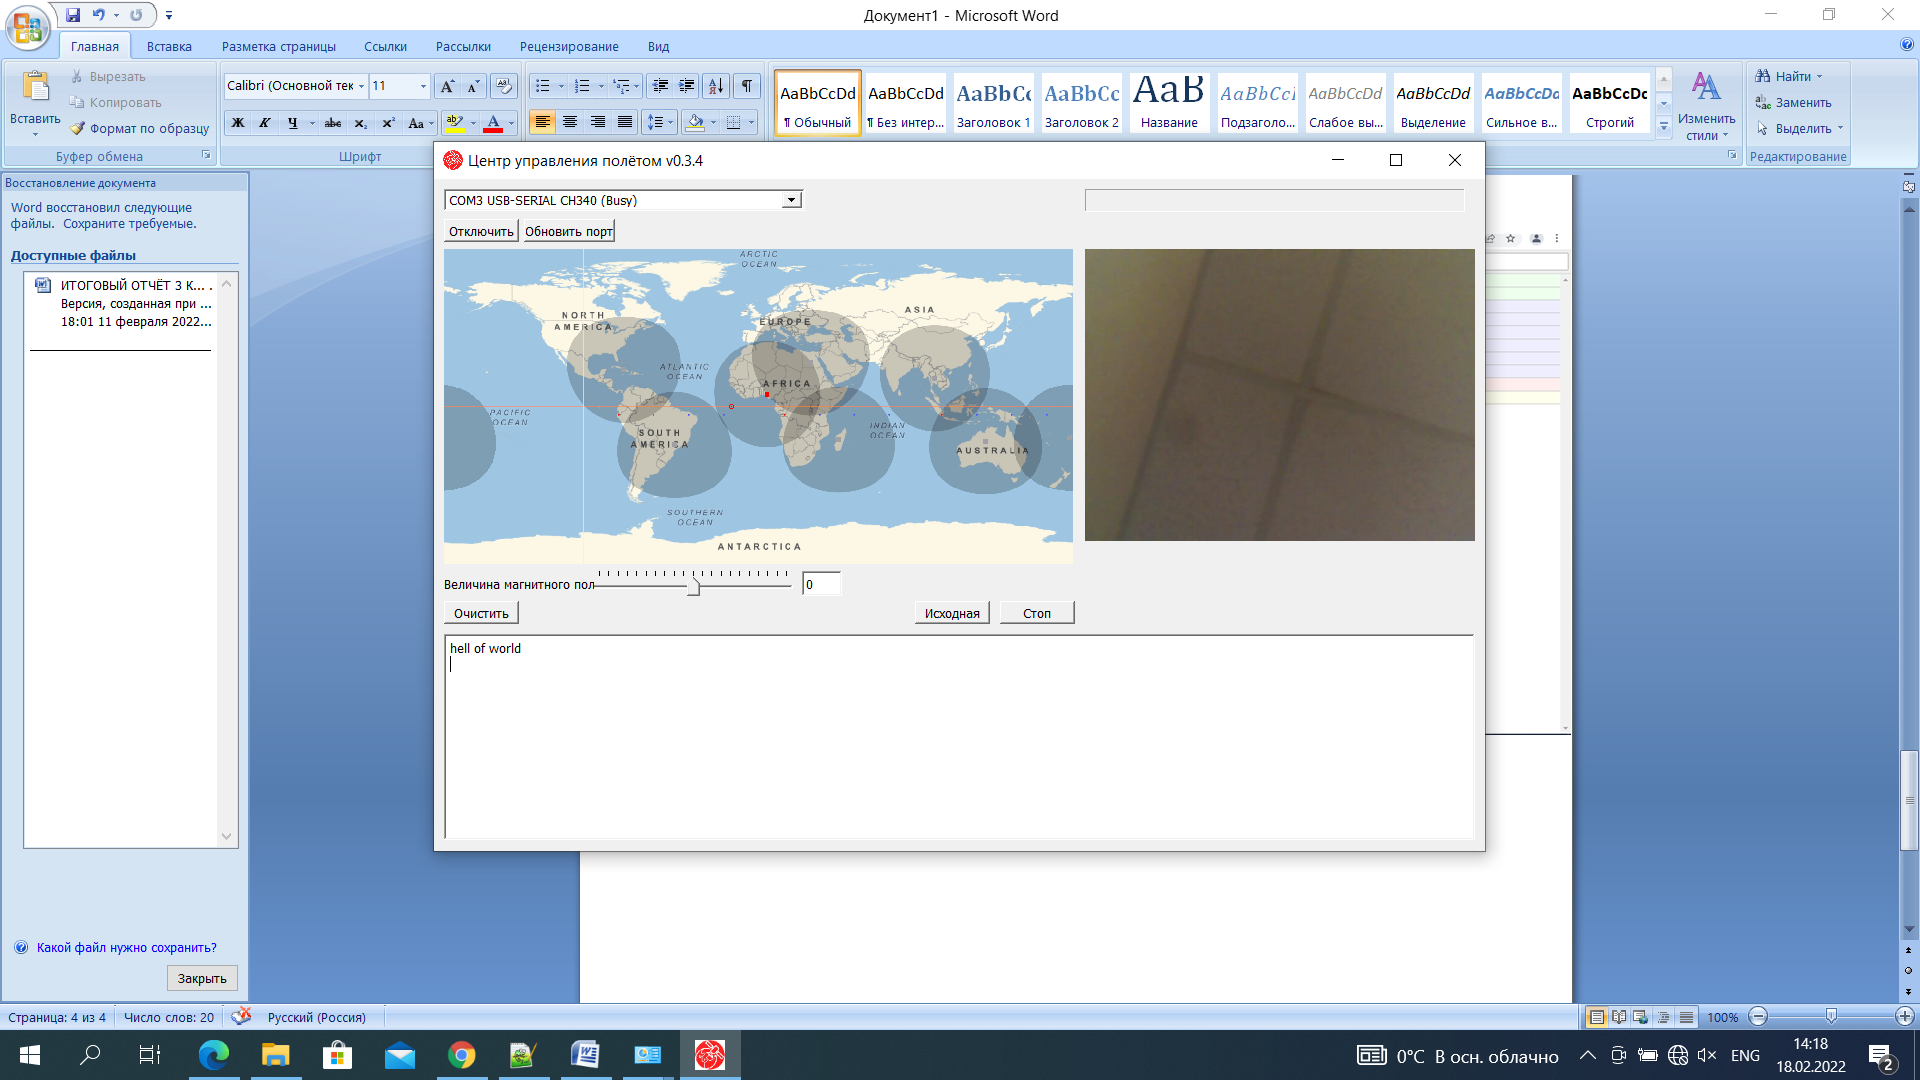 Документ1 - Microsoft Word
Главная Вставка Разметка страницы Ссылки Рассылки Рецензирование Вид
Вставить
Вырезать
Копировать
Формат по образцу
Буфер обмена
Calibri (Основной тек 11
Ж К Ч abc x₂ x² Aa
Шрифт
AaBbCcDd AaBbCcDd AaBbCc AaBbCc AaB AaBbCcI AaBbCcDd AaBbCcDd AaBbCcDd AaBbCcDc
¶ Обычный ¶ Без интер... Заголовок 1 Заголовок 2 Название Подзаголо... Слабое вы... Выделение Сильное в... Строгий
Изменить
стили
Найти
Заменить
Выделить
Редактирование
Восстановление документа
Word восстановил следующие
файлы. Сохраните требуемые.
Доступные файлы
ИТОГОВЫЙ ОТЧЁТ 3 К... .
Версия, созданная при ...
18:01 11 февраля 2022...
Какой файл нужно сохранить?
Закрыть
Центр управления полётом v0.3.4
COM3 USB-SERIAL CH340 (Busy)
Отключить Обновить порт
ARCTIC
OCEAN
NORTH
AMERICA
EUROPE
ASIA
ATLANTIC
OCEAN
AFRICA
PACIFIC
OCEAN
SOUTH
AMERICA
INDIAN
OCEAN
AUSTRALIA
SOUTHERN
OCEAN
ANTARCTICA
Величина магнитного пол 0
Очистить Исходная Стоп
hell of world
Страница: 4 из 4 Число слов: 20 Русский (Россия) 100%
0°C В осн. облачно ENG 14:18
18.02.2022
2